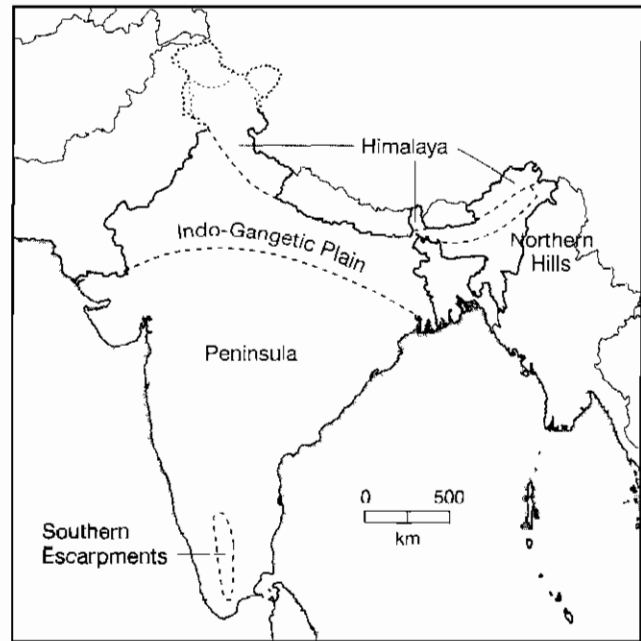 Himalaya
Indo-Gangetic Plain
Northern
Hills
Peninsula
0 500
km
Southern
Escarpments